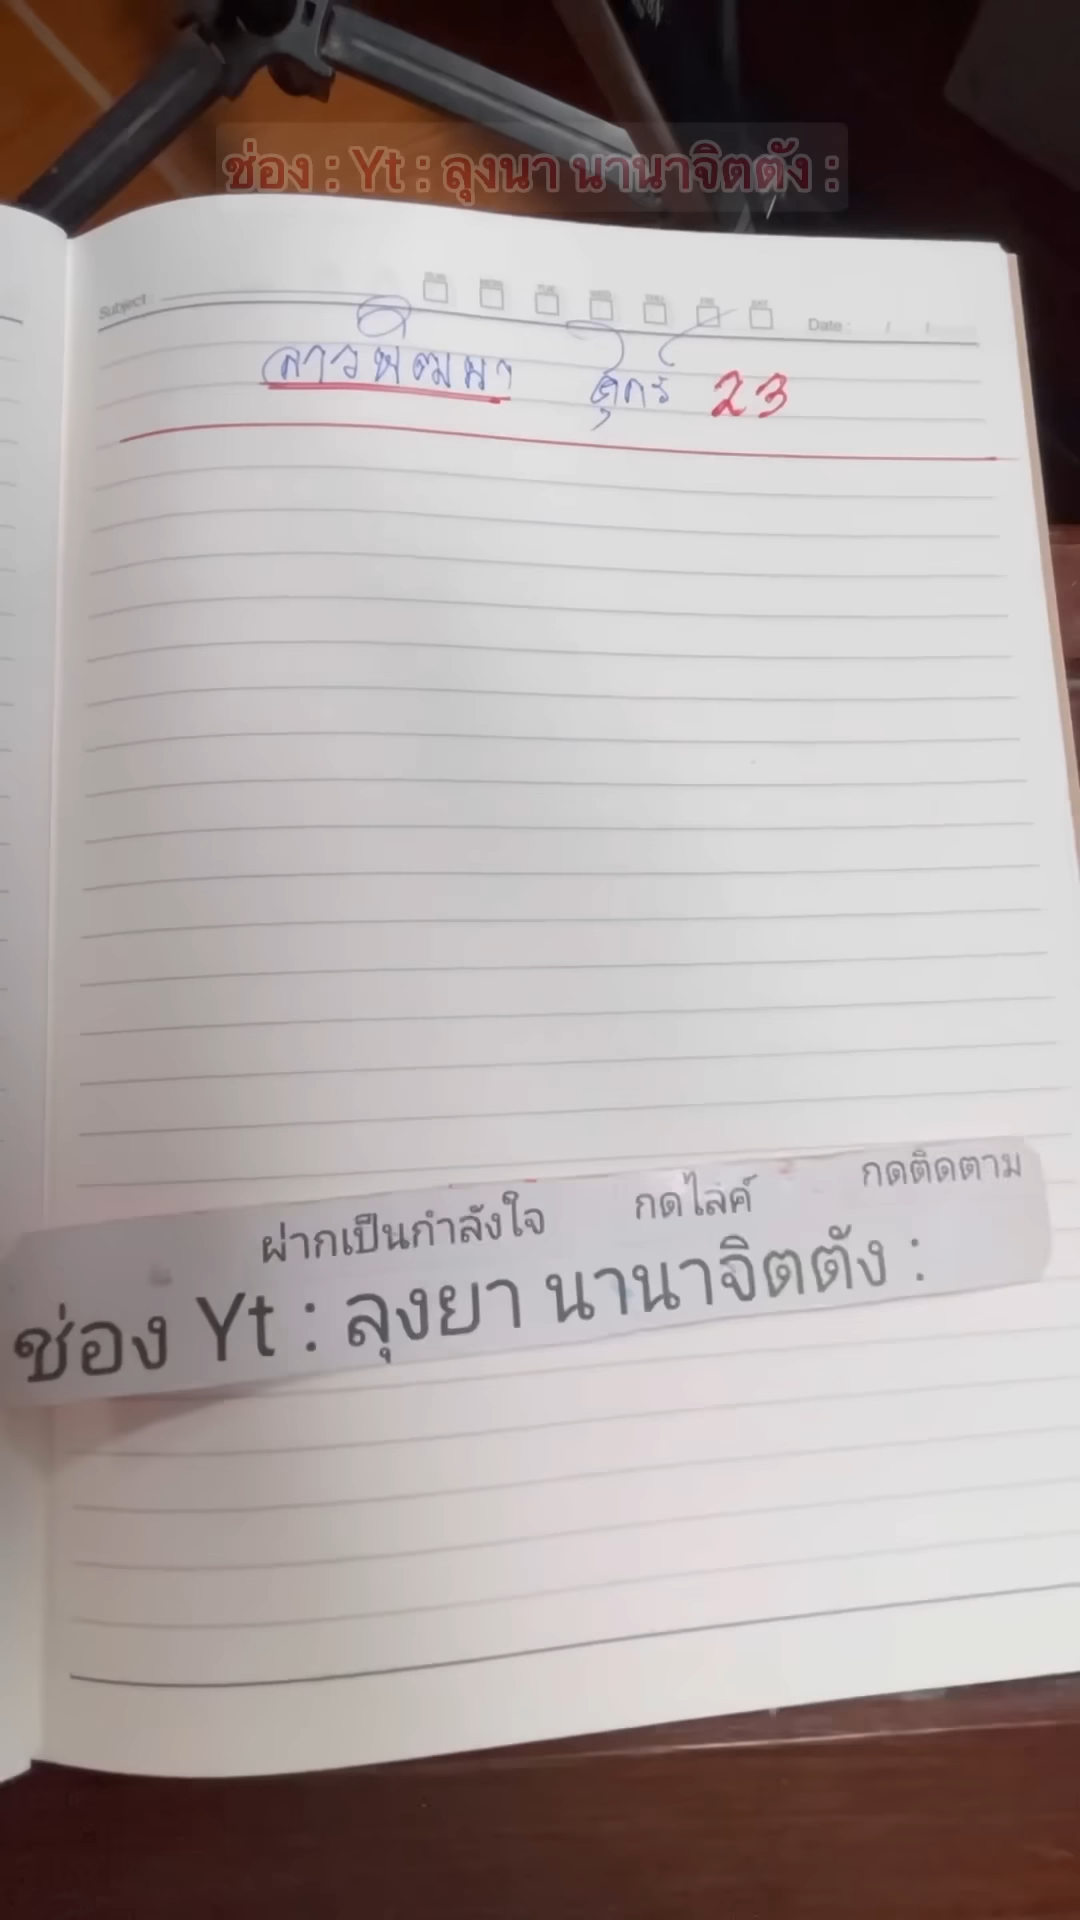 ช่อง : Yt : ลุงนา นานาจิตตัง :
Subject Date : / /
ลาวพัฒนา ศุกร์ 23
ฝากเป็นกำลังใจ กดไลค์ กดติดตาม
ช่อง Yt : ลุงยา นานาจิตตัง :